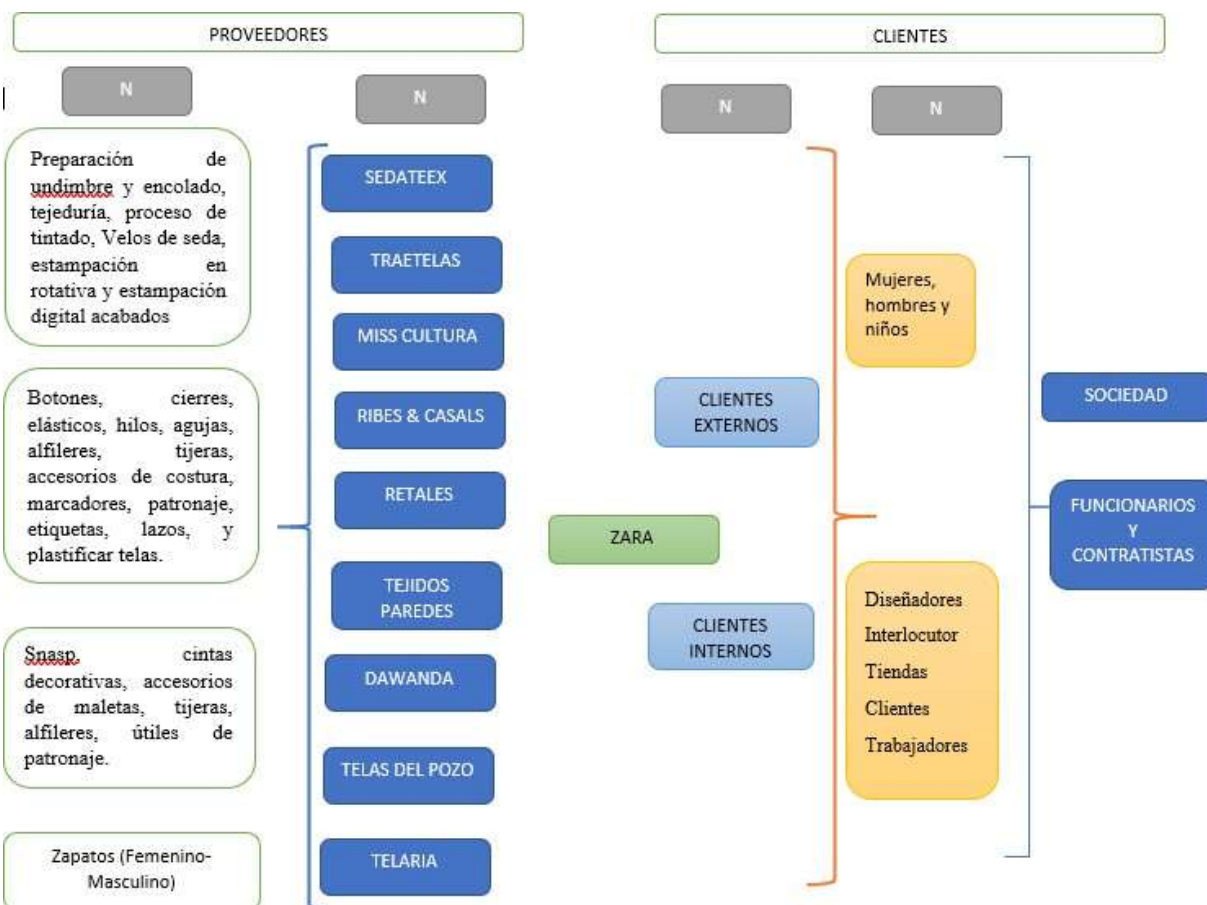 PROVEEDORES
N
N
Preparación de
undimbre y encolado,
tejeduría, proceso de
tintado, Velos de seda,
estampación en
rotativa y estampación
digital acabados
Botones, cierres,
elásticos, hilos, agujas,
alfileres, tijeras,
accesorios de costura,
marcadores, patronaje,
etiquetas, lazos, y
plastificar telas.
Snasp, cintas
decorativas, accesorios
de maletas, tijeras,
alfileres, útiles de
patronaje.
Zapatos (Femenino-
Masculino)
SEDATEEX
TRAETELAS
MISS CULTURA
RIBES & CASALS
RETALES
TEJIDOS
PAREDES
DAWANDA
TELAS DEL POZO
TELARIA
ZARA
CLIENTES
N
N
CLIENTES
EXTERNOS
CLIENTES
INTERNOS
Mujeres,
hombres y
niños
Diseñadores
Interlocutor
Tiendas
Clientes
Trabajadores
SOCIEDAD
FUNCIONARIOS
Y
CONTRATISTAS